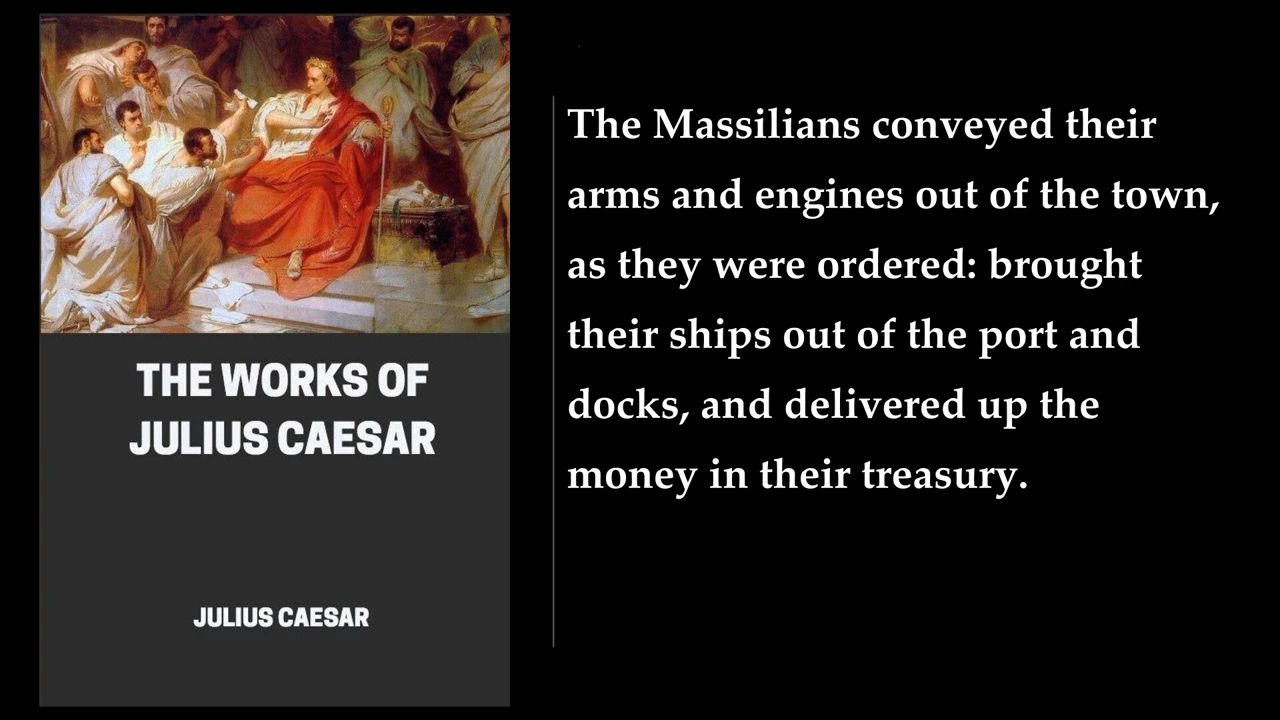 THE WORKS OF
JULIUS CAESAR
JULIUS CAESAR
The Massilians conveyed their
arms and engines out of the town,
as they were ordered: brought
their ships out of the port and
docks, and delivered up the
money in their treasury.